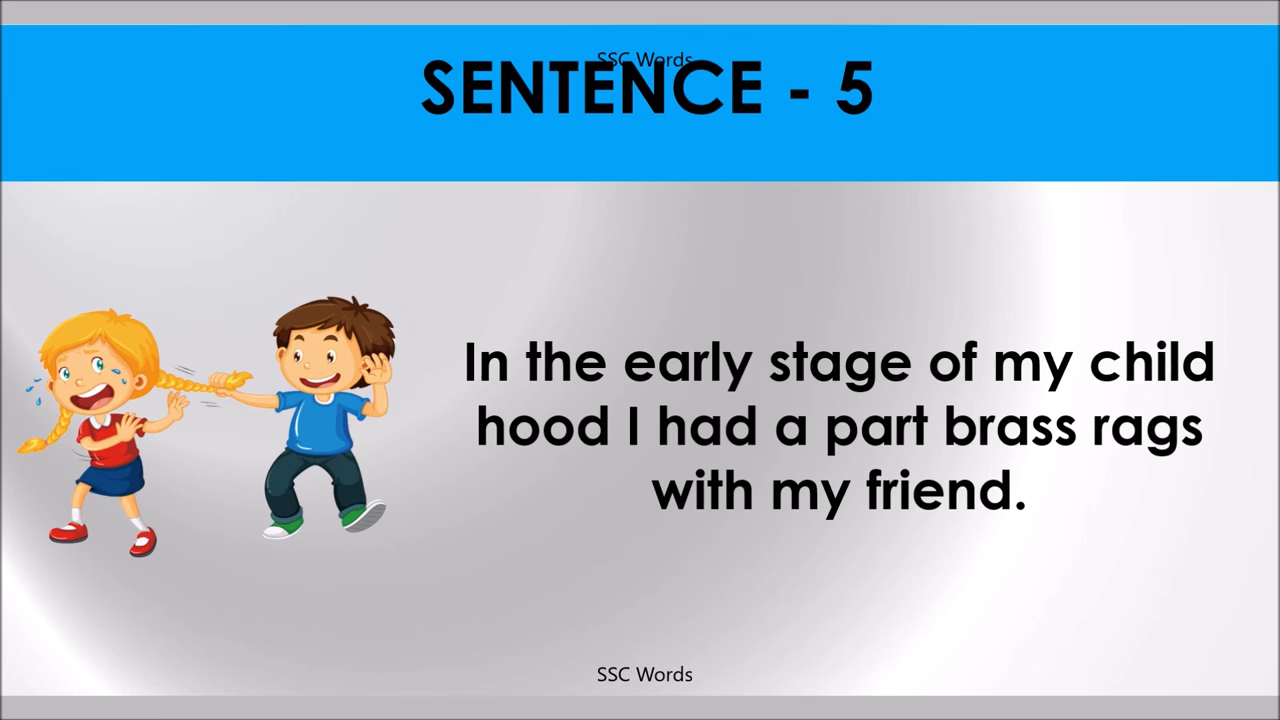 SSC Words
SENTENCE - 5
In the early stage of my child
hood I had a part brass rags
with my friend.
SSC Words